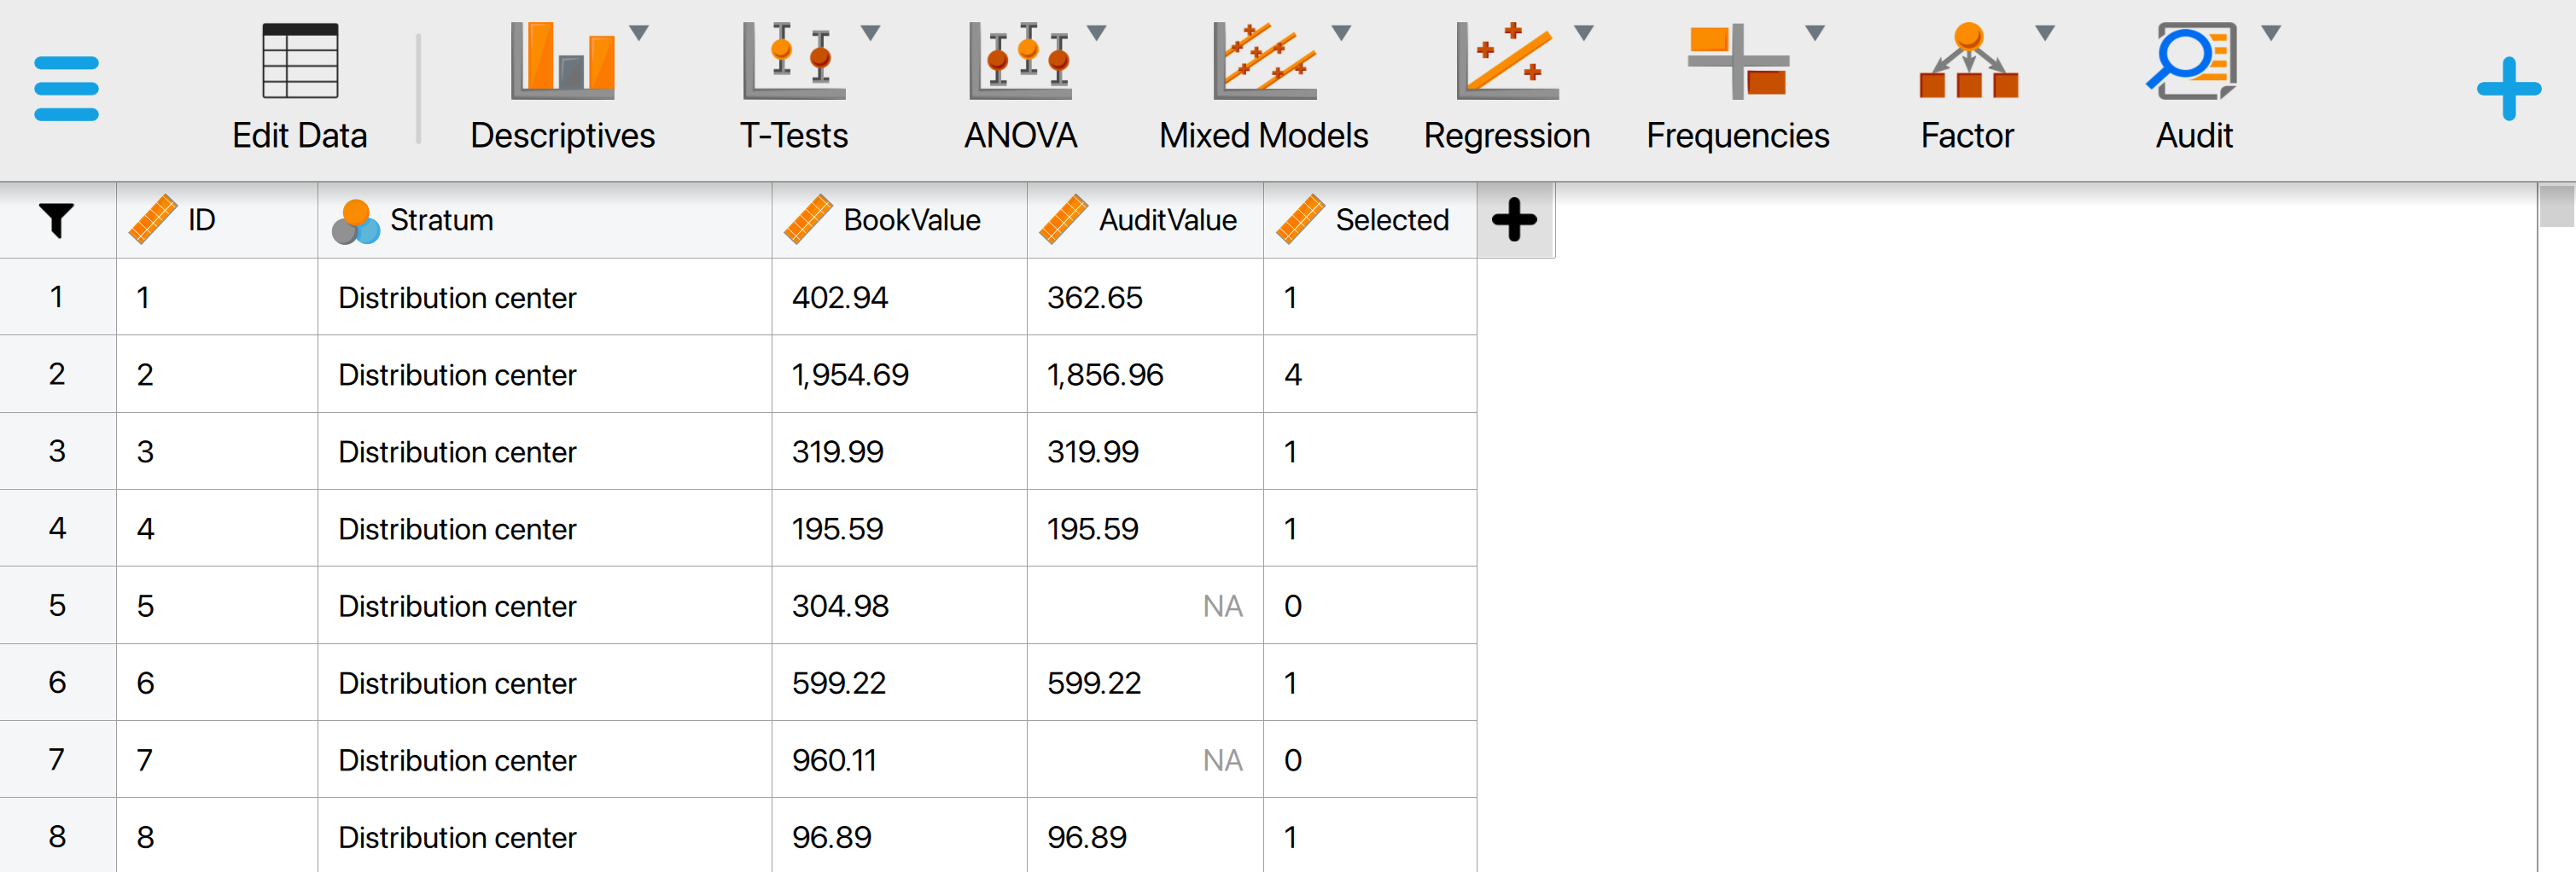 Edit Data Descriptives T-Tests ANOVA Mixed Models Regression Frequencies Factor Audit
ID Stratum BookValue AuditValue Selected
1 1 Distribution center 402.94 362.65 1
2 2 Distribution center 1,954.69 1,856.96 4
3 3 Distribution center 319.99 319.99 1
4 4 Distribution center 195.59 195.59 1
5 5 Distribution center 304.98 NA 0
6 6 Distribution center 599.22 599.22 1
7 7 Distribution center 960.11 NA 0
8 8 Distribution center 96.89 96.89 1